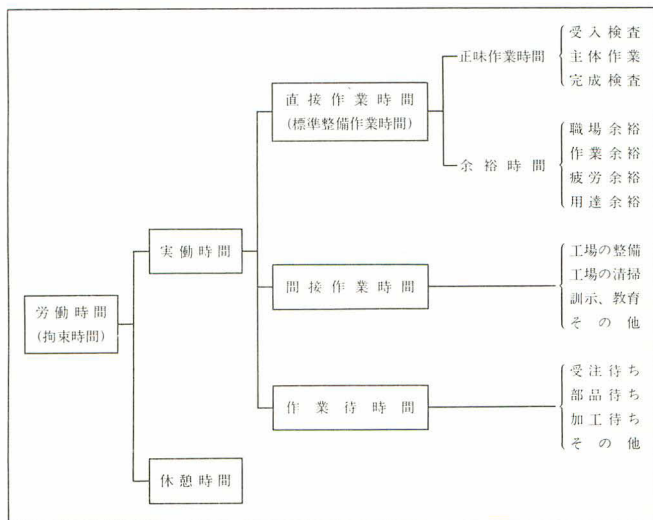 労働時間
(拘束時間)
実働時間
休憩時間
直接作業時間
(標準整備作業時間)
間接作業時間
作業待時間
正味作業時間
余裕時間
受入検査
主体作業
完成検査
職場余裕
作業余裕
疲労余裕
用達余裕
工場の整備
工場の清掃
訓示、教育
その他
受注待ち
部品待ち
加工待ち
その他